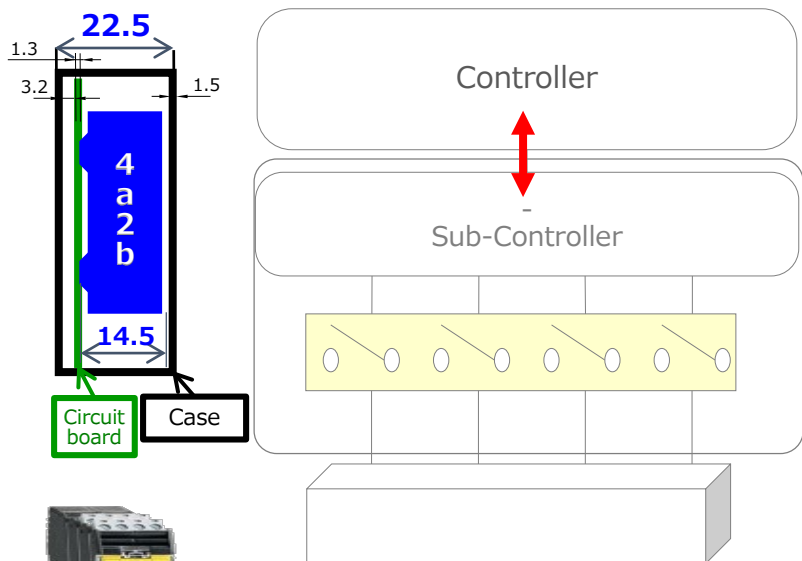 22.5
1.3
3.2
1.5
4
a
2
b
14.5
Circuit
board
Case
Controller
-
Sub-Controller